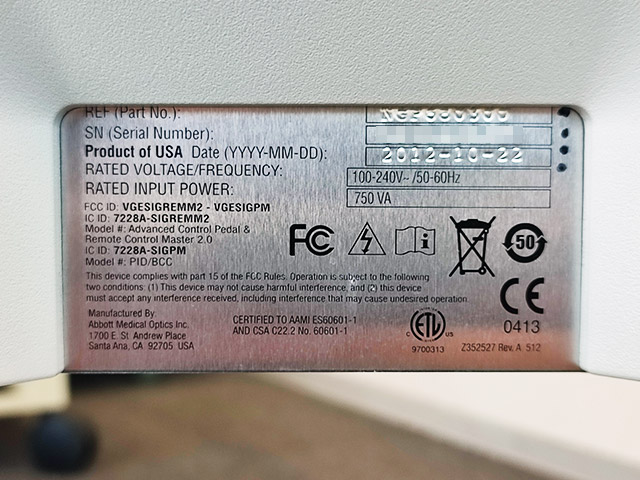 REF (Part No.):
SN (Serial Number):
Product of USA Date (YYYY-MM-DD): 2012-10-22
RATED VOLTAGE/FREQUENCY: 100-240V~ /50-60Hz
RATED INPUT POWER: 750 VA
FCC ID: VGESIGREMM2 - VGESIGPM
IC ID: 7228A-SIGREMM2
Model #: Advanced Control Pedal &
Remote Control Master 2.0
IC ID: 7228A-SIGPM
Model #: PID/BCC
FC
i
50
This device complies with part 15 of the FCC Rules. Operation is subject to the following
two conditions: (1) This device may not cause harmful interference, and (2) this device
must accept any interference received, including interference that may cause undesired operation
CE
0413
Manufactured By:
Abbott Medical Optics Inc.
1700 E. St Andrew Place
Santa Ana, CA 92705 USA
CERTIFIED TO AAMI ES60601-1
AND CSA C22.2 No. 60601-1
C ETL US
9700313
Z352527 Rev. A 512